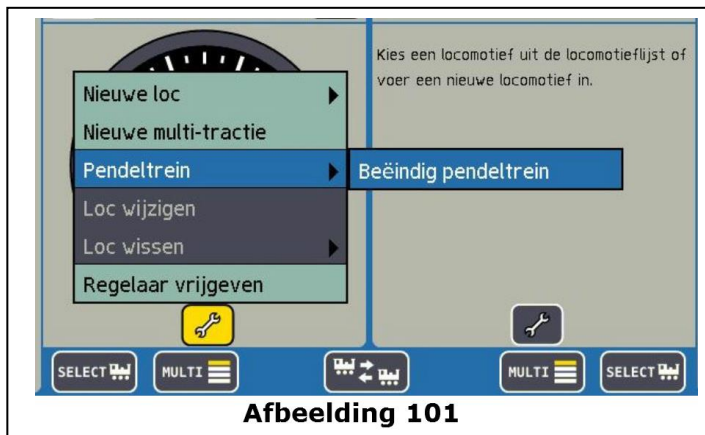 Kies een locomotief uit de locomotieflijst of
voer een nieuwe locomotief in.
Nieuwe loc
Nieuwe multi-tractie
Pendeltrein
Beëindig pendeltrein
Loc wijzigen
Loc wissen
Regelaar vrijgeven
SELECT
MULTI
MULTI
SELECT
Afbeelding 101